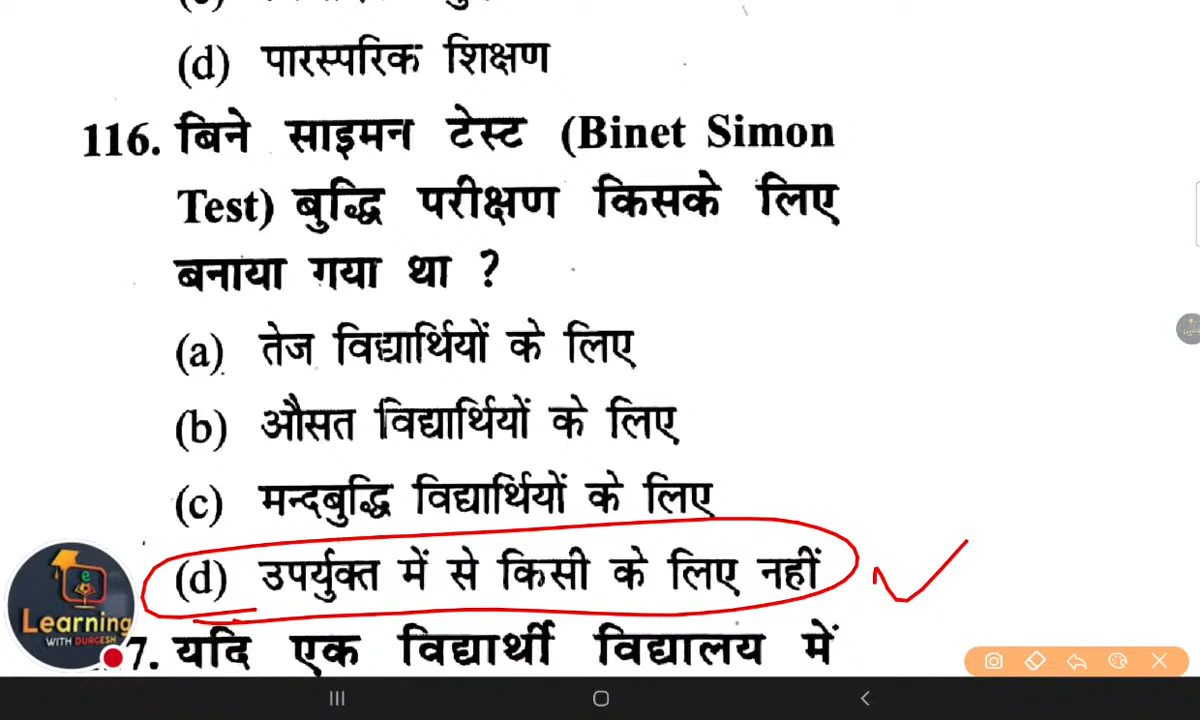 (d) पारस्परिक शिक्षण
116. बिने साइमन टेस्ट (Binet Simon
Test) बुद्धि परीक्षण किसके लिए
बनाया गया था ?
(a) तेज विद्यार्थियों के लिए
(b) औसत विद्यार्थियों के लिए
(c) मन्दबुद्धि विद्यार्थियों के लिए
(d) उपर्युक्त में से किसी के लिए नहीं
7. यदि एक विद्यार्थी विद्यालय में
e
Learning
WITH DURGESH